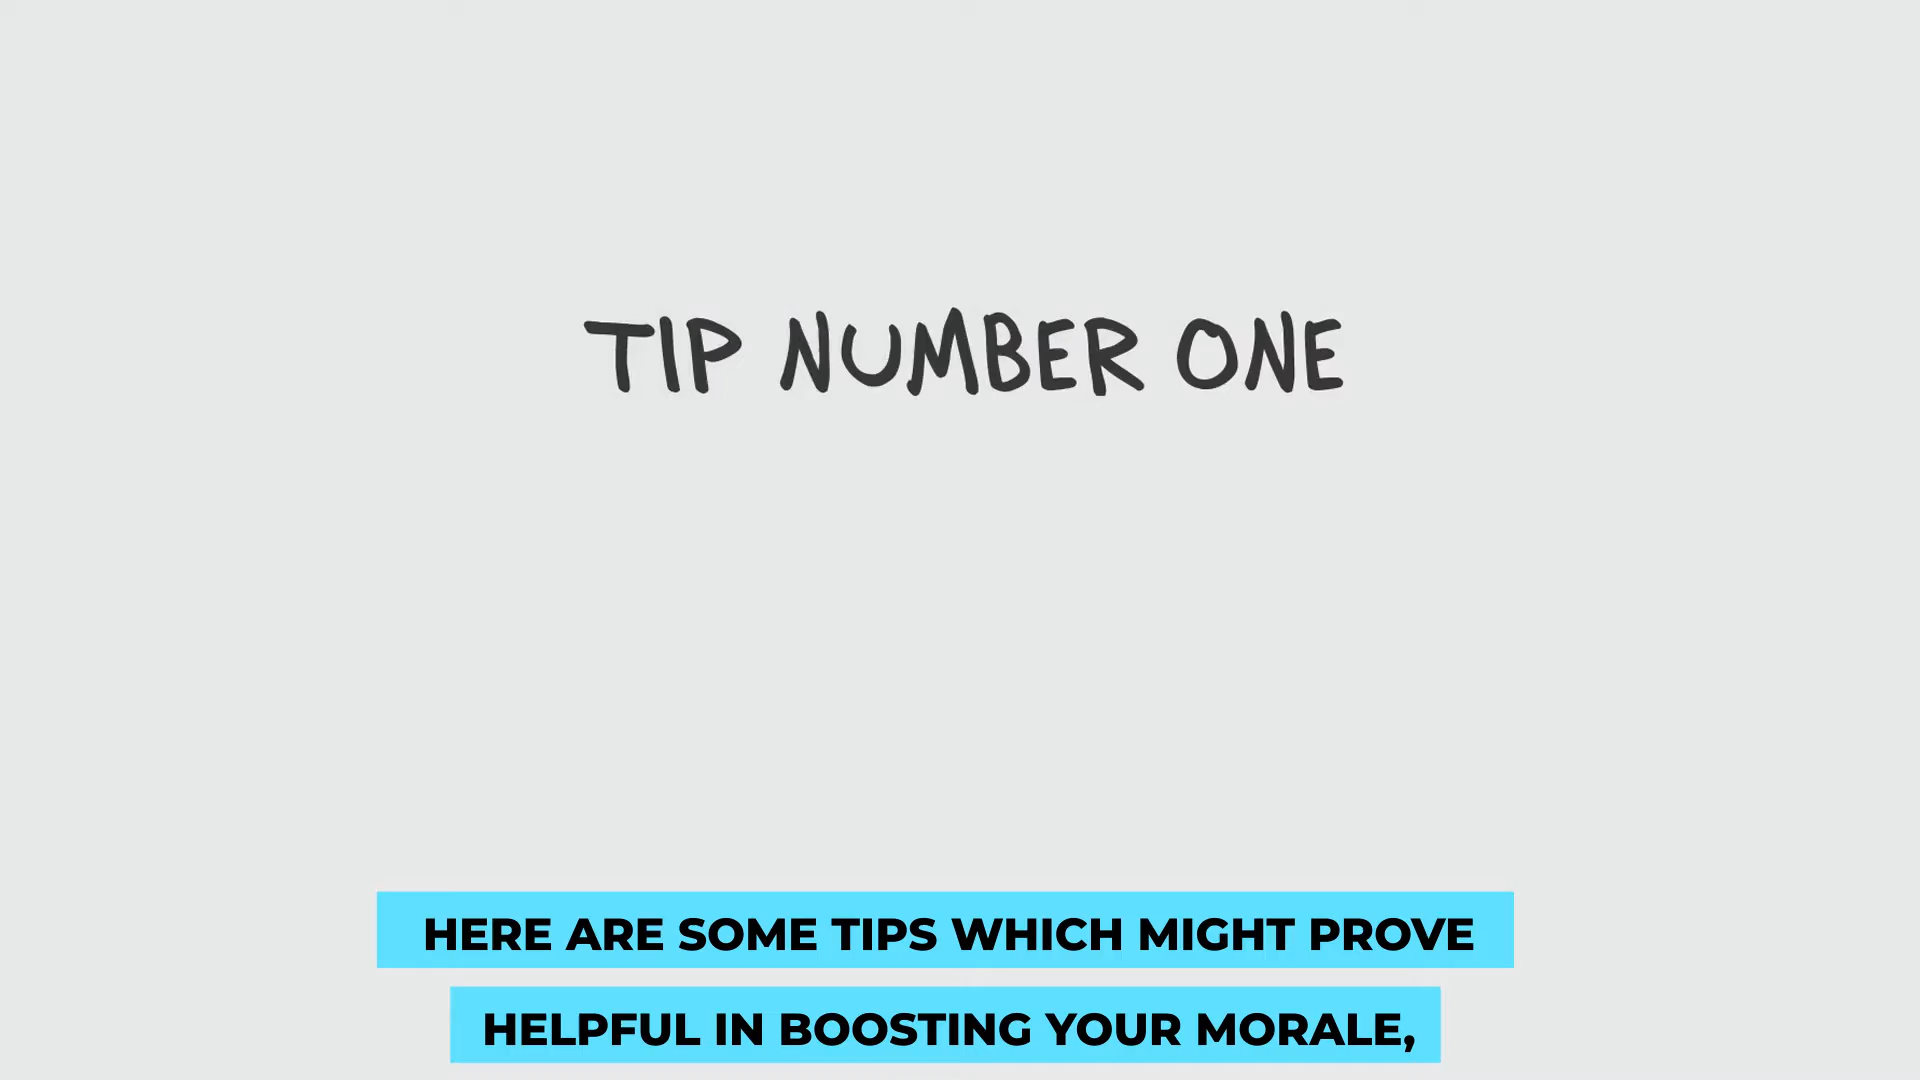 TIP NUMBER ONE
HERE ARE SOME TIPS WHICH MIGHT PROVE
HELPFUL IN BOOSTING YOUR MORALE,